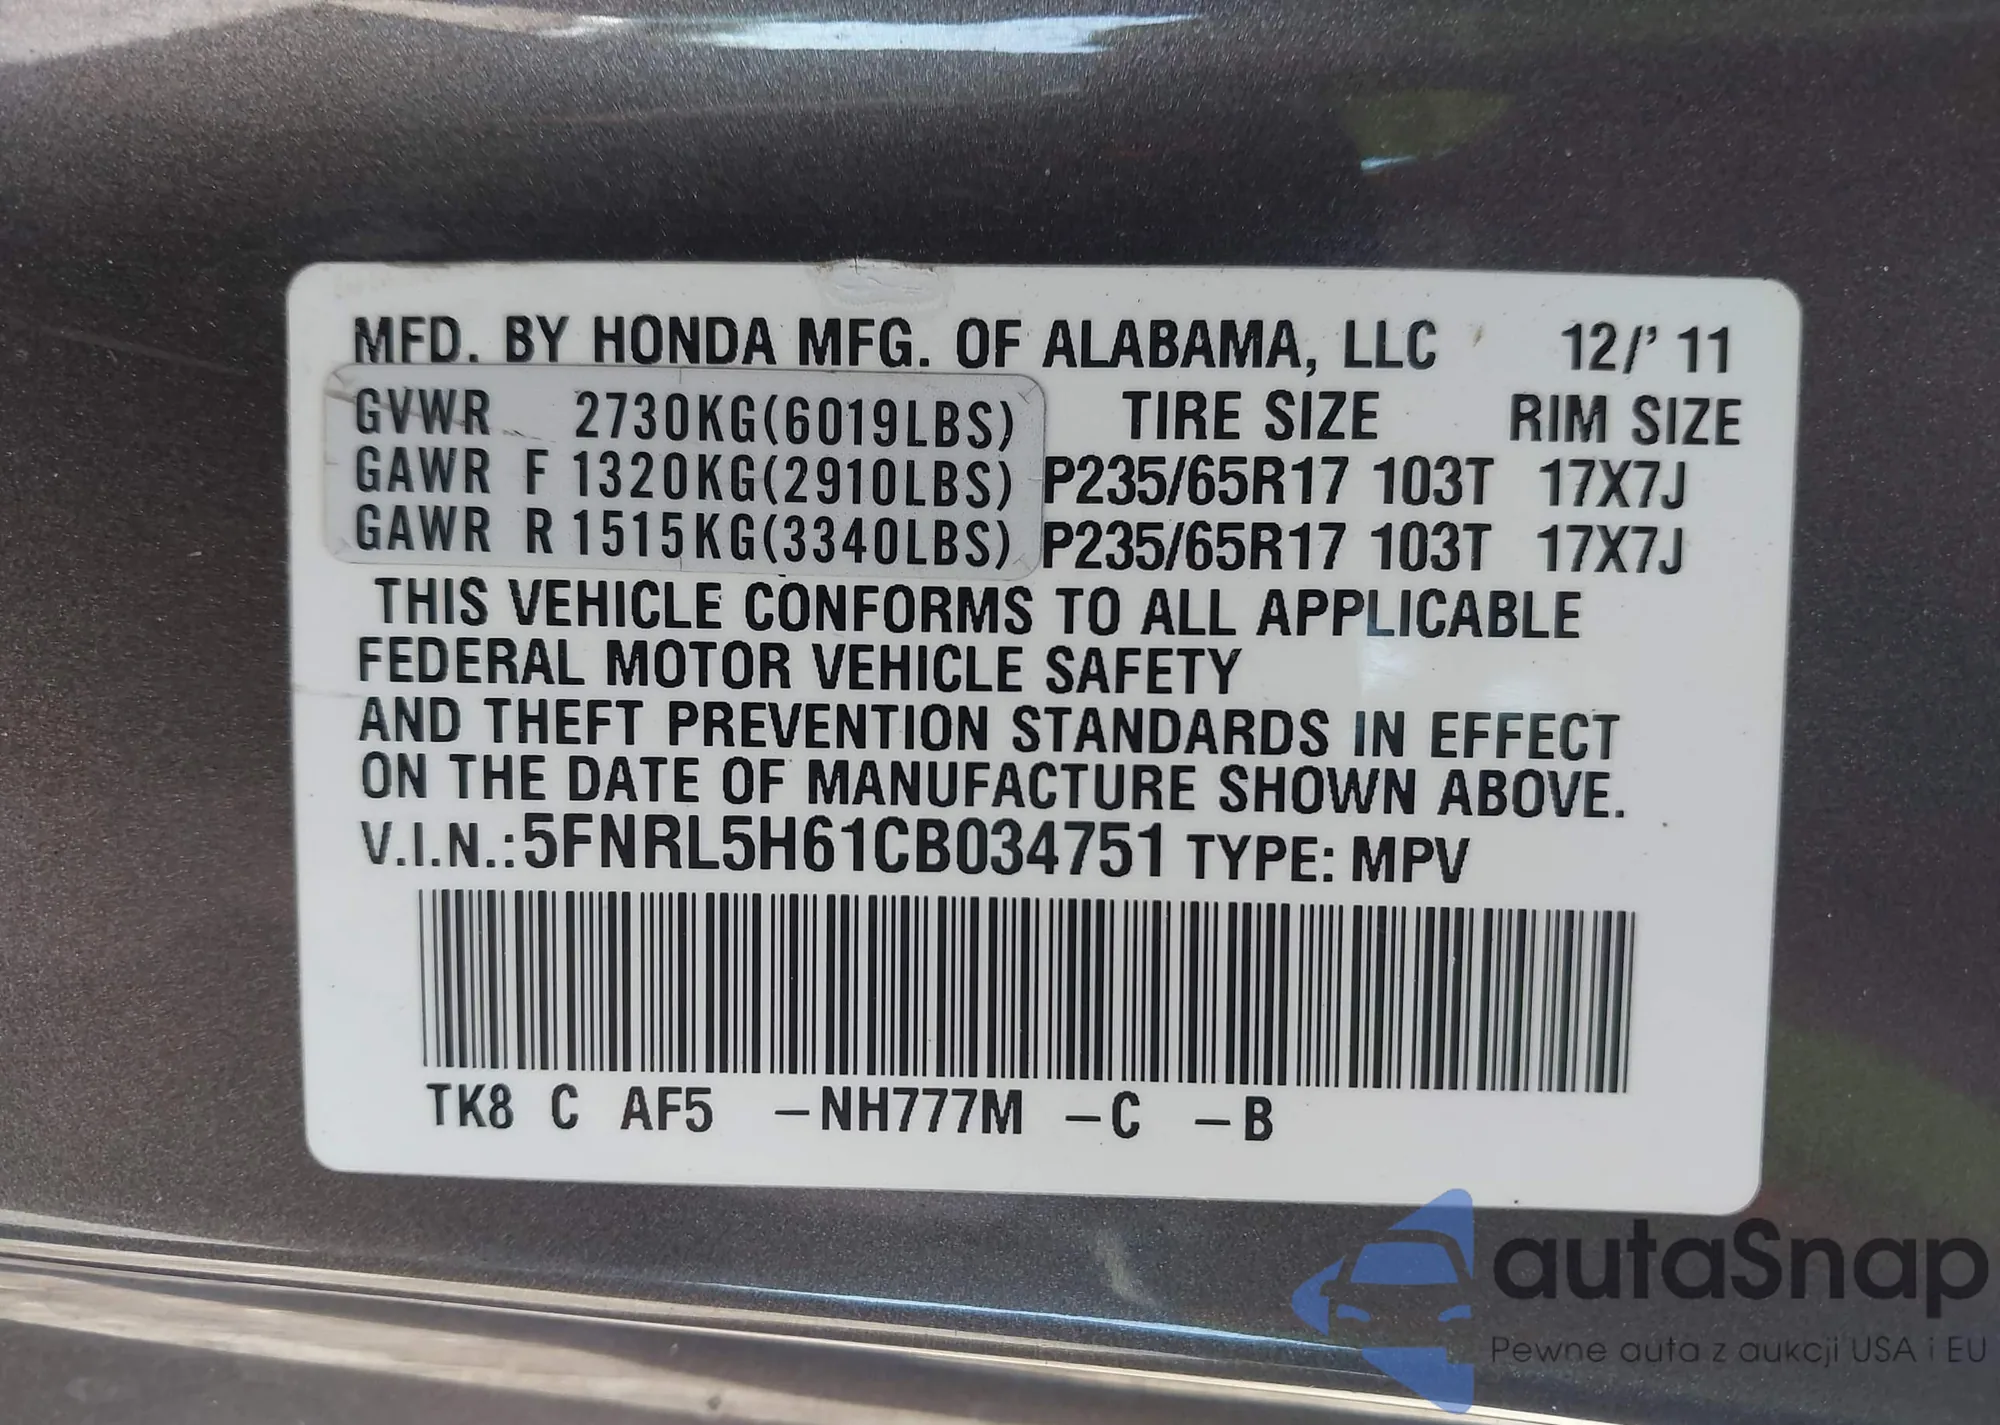 MFD. BY HONDA MFG. OF ALABAMA, LLC 12/' 11
GVWR 2730KG(6019LBS) TIRE SIZE RIM SIZE
GAWR F 1320KG(2910LBS) P235/65R17 103T 17X7J
GAWR R 1515KG(3340LBS) P235/65R17 103T 17X7J
THIS VEHICLE CONFORMS TO ALL APPLICABLE
FEDERAL MOTOR VEHICLE SAFETY
AND THEFT PREVENTION STANDARDS IN EFFECT
ON THE DATE OF MANUFACTURE SHOWN ABOVE.
V.I.N.: 5FNRL5H61CB034751 TYPE: MPV
TK8 C AF5 –NH777M –C –B
autaSnap
Pewne auta z aukcji USA i EU